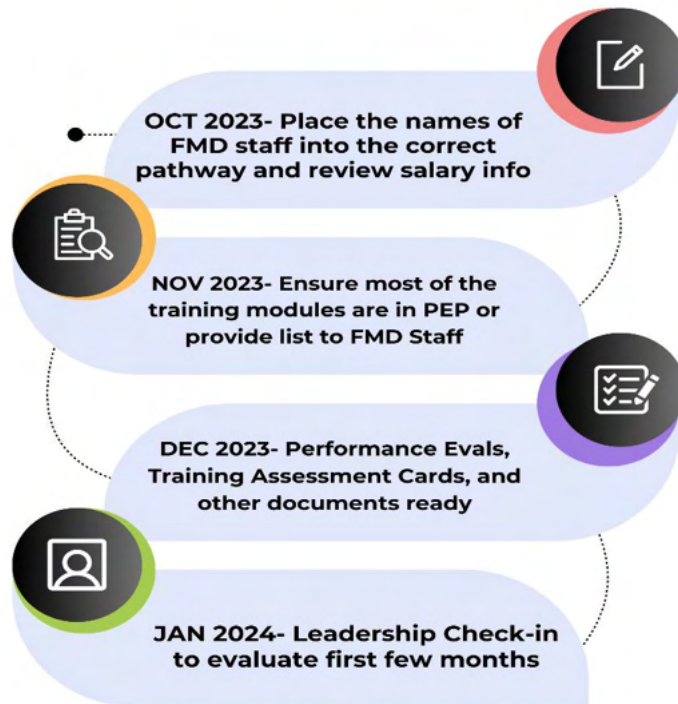 OCT 2023- Place the names of
FMD staff into the correct
pathway and review salary info
NOV 2023- Ensure most of the
training modules are in PEP or
provide list to FMD Staff
DEC 2023- Performance Evals,
Training Assessment Cards, and
other documents ready
JAN 2024- Leadership Check-in
to evaluate first few months